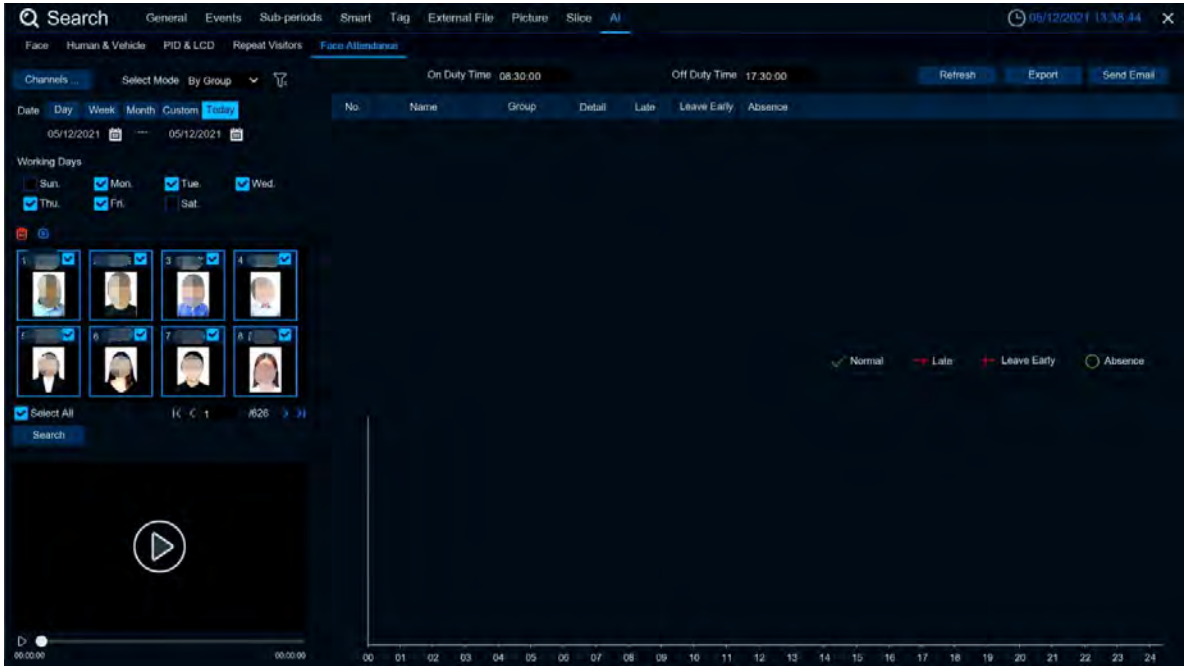 Search General Events Sub-periods Smart Tag External File Picture Slice AI 05/12/2021 13:38:44
Face Human & Vehicle PID & LCD Repeat Visitors Face Attendance
Channels ... Select Mode By Group On Duty Time 08:30:00 Off Duty Time 17:30:00 Refresh Export Send Email
Date Day Week Month Custom Today
No. Name Group Detail Late Leave Early Absence
05/12/2021 --- 05/12/2021
Working Days
Sun. Mon. Tue. Wed.
Thu. Fri. Sat.
1 3 4
5 6 7 8
Normal Late Leave Early Absence
Select All 1 /626
Search
00:00:00 00:00:00
00 01 02 03 04 05 06 07 08 09 10 11 12 13 14 15 16 17 18 19 20 21 22 23 24